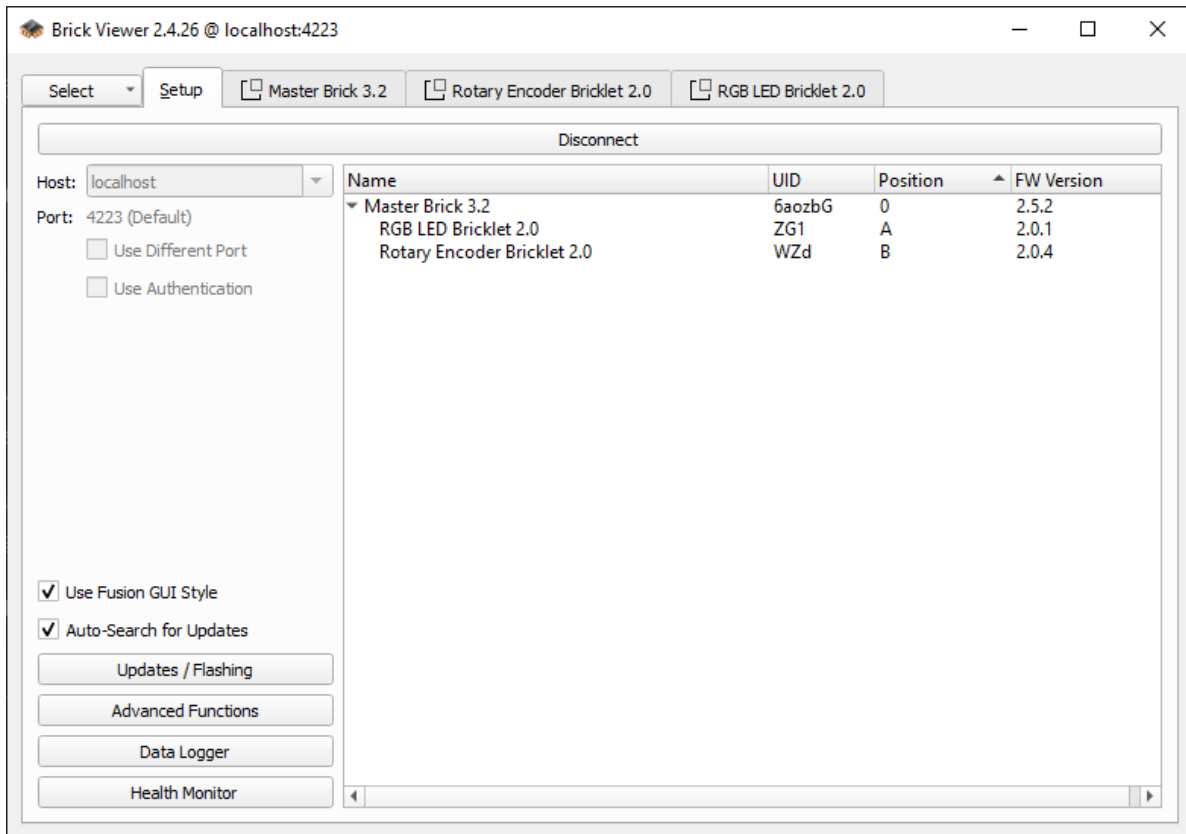 Brick Viewer 2.4.26 @ localhost:4223
Select Setup Master Brick 3.2 Rotary Encoder Bricklet 2.0 RGB LED Bricklet 2.0
Disconnect
Host: localhost
Port: 4223 (Default)
Use Different Port
Use Authentication
Name UID Position FW Version
Master Brick 3.2 6aozbG 0 2.5.2
RGB LED Bricklet 2.0 ZG1 A 2.0.1
Rotary Encoder Bricklet 2.0 WZd B 2.0.4
Use Fusion GUI Style
Auto-Search for Updates
Updates / Flashing
Advanced Functions
Data Logger
Health Monitor